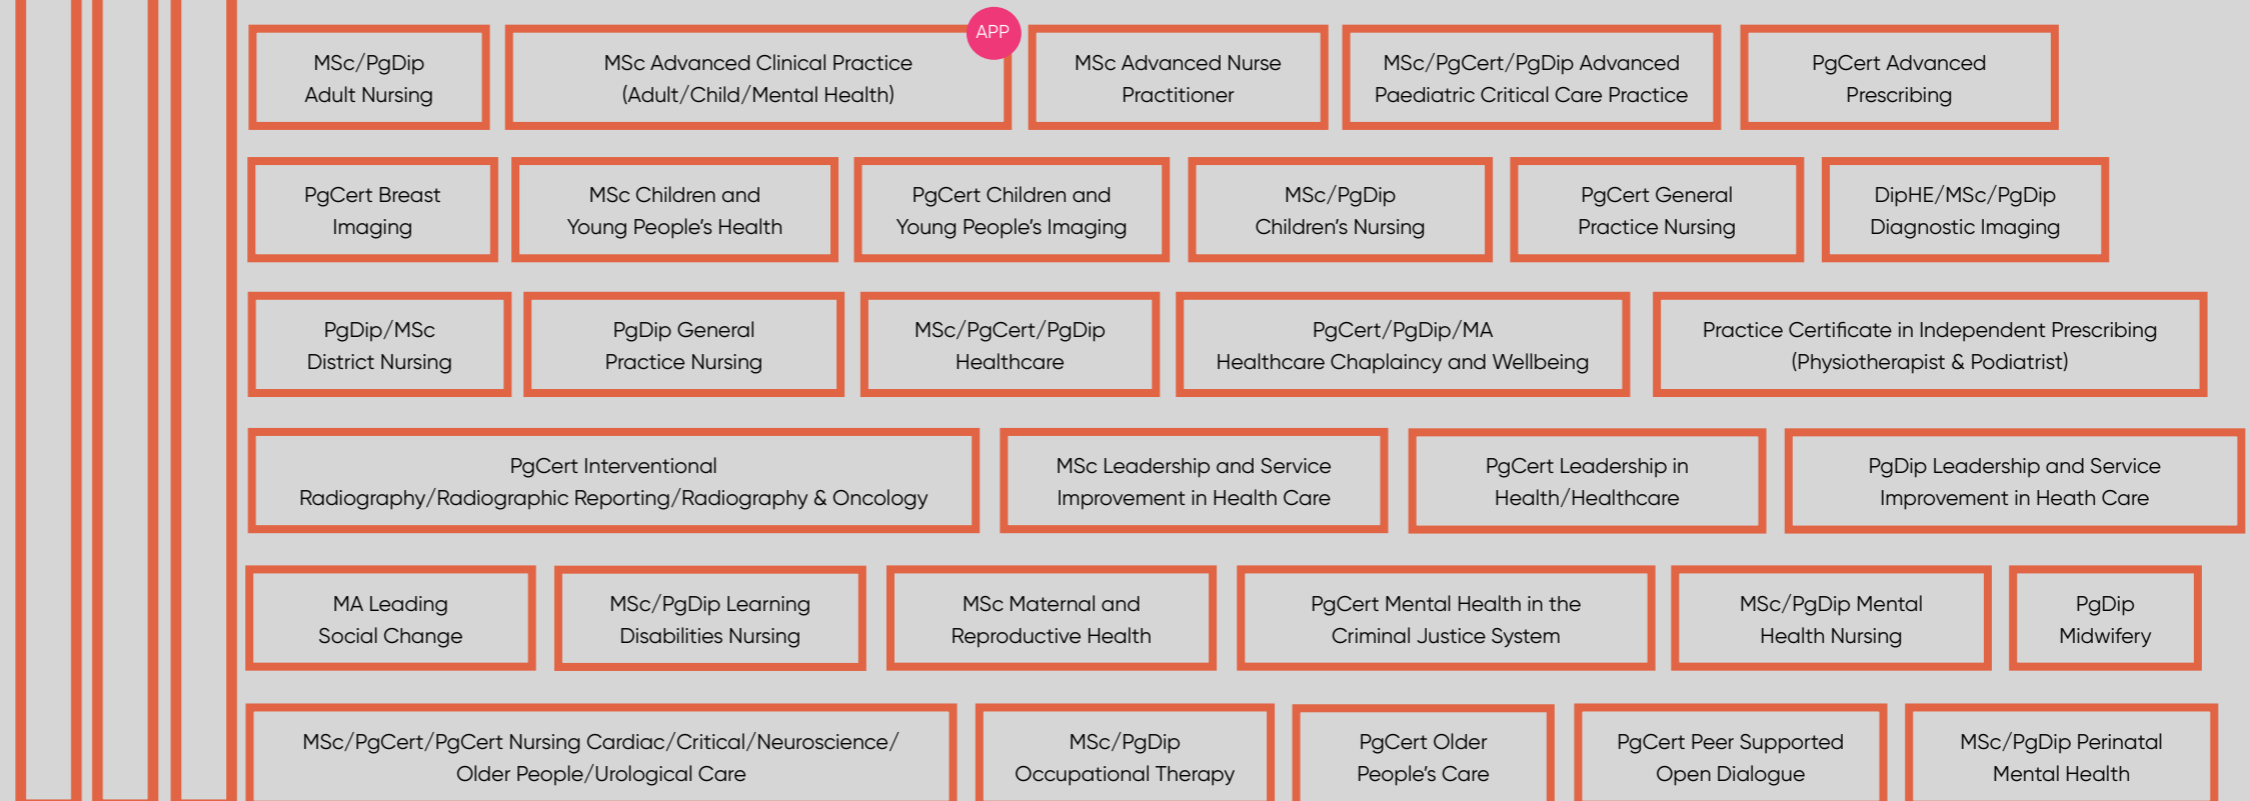 APP
MSc/PgDip
Adult Nursing
MSc Advanced Clinical Practice
(Adult/Child/Mental Health)
MSc Advanced Nurse
Practitioner
MSc/PgCert/PgDip Advanced
Paediatric Critical Care Practice
PgCert Advanced
Prescribing
PgCert Breast
Imaging
MSc Children and
Young People's Health
PgCert Children and
Young People's Imaging
MSc/PgDip
Children's Nursing
PgCert General
Practice Nursing
DipHE/MSc/PgDip
Diagnostic Imaging
PgDip/MSc
District Nursing
PgDip General
Practice Nursing
MSc/PgCert/PgDip
Healthcare
PgCert/PgDip/MA
Healthcare Chaplaincy and Wellbeing
Practice Certificate in Independent Prescribing
(Physiotherapist & Podiatrist)
PgCert Interventional
Radiography/Radiographic Reporting/Radiography & Oncology
MSc Leadership and Service
Improvement in Health Care
PgCert Leadership in
Health/Healthcare
PgDip Leadership and Service
Improvement in Heath Care
MA Leading
Social Change
MSc/PgDip Learning
Disabilities Nursing
MSc Maternal and
Reproductive Health
PgCert Mental Health in the
Criminal Justice System
MSc/PgDip Mental
Health Nursing
PgDip
Midwifery
MSc/PgCert/PgCert Nursing Cardiac/Critical/Neuroscience/
Older People/Urological Care
MSc/PgDip
Occupational Therapy
PgCert Older
People's Care
PgCert Peer Supported
Open Dialogue
MSc/PgDip Perinatal
Mental Health